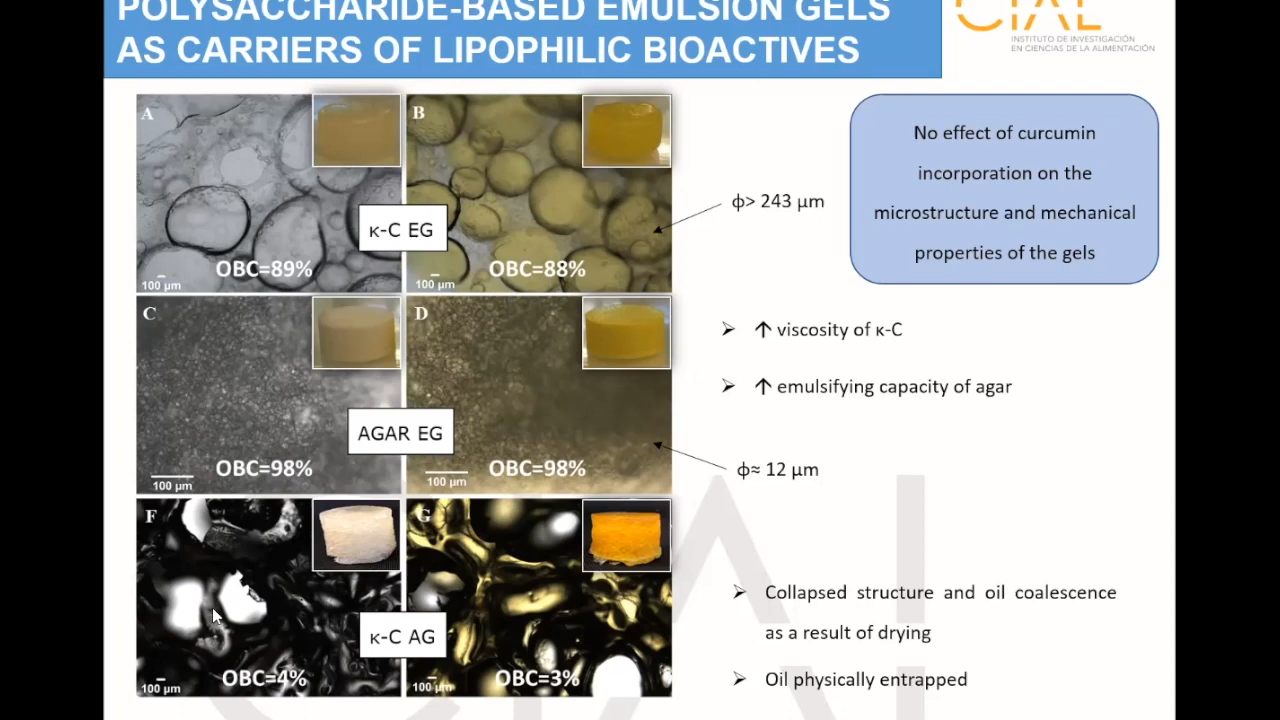 POLYSACCHARIDE-BASED EMULSION GELS
AS CARRIERS OF LIPOPHILIC BIOACTIVES
CIAL
INSTITUTO DE INVESTIGACIÓN
EN CIENCIAS DE LA ALIMENTACIÓN
A
B
κ-C EG
OBC=89%
OBC=88%
100 µm
100 µm
ϕ> 243 µm
No effect of curcumin
incorporation on the
microstructure and mechanical
properties of the gels
C
D
AGAR EG
OBC=98%
OBC=98%
100 µm
100 µm
➢ ↑ viscosity of κ-C
➢ ↑ emulsifying capacity of agar
ϕ≈ 12 µm
F
G
κ-C AG
OBC=4%
OBC=3%
100 µm
100 µm
➢ Collapsed structure and oil coalescence
as a result of drying
➢ Oil physically entrapped